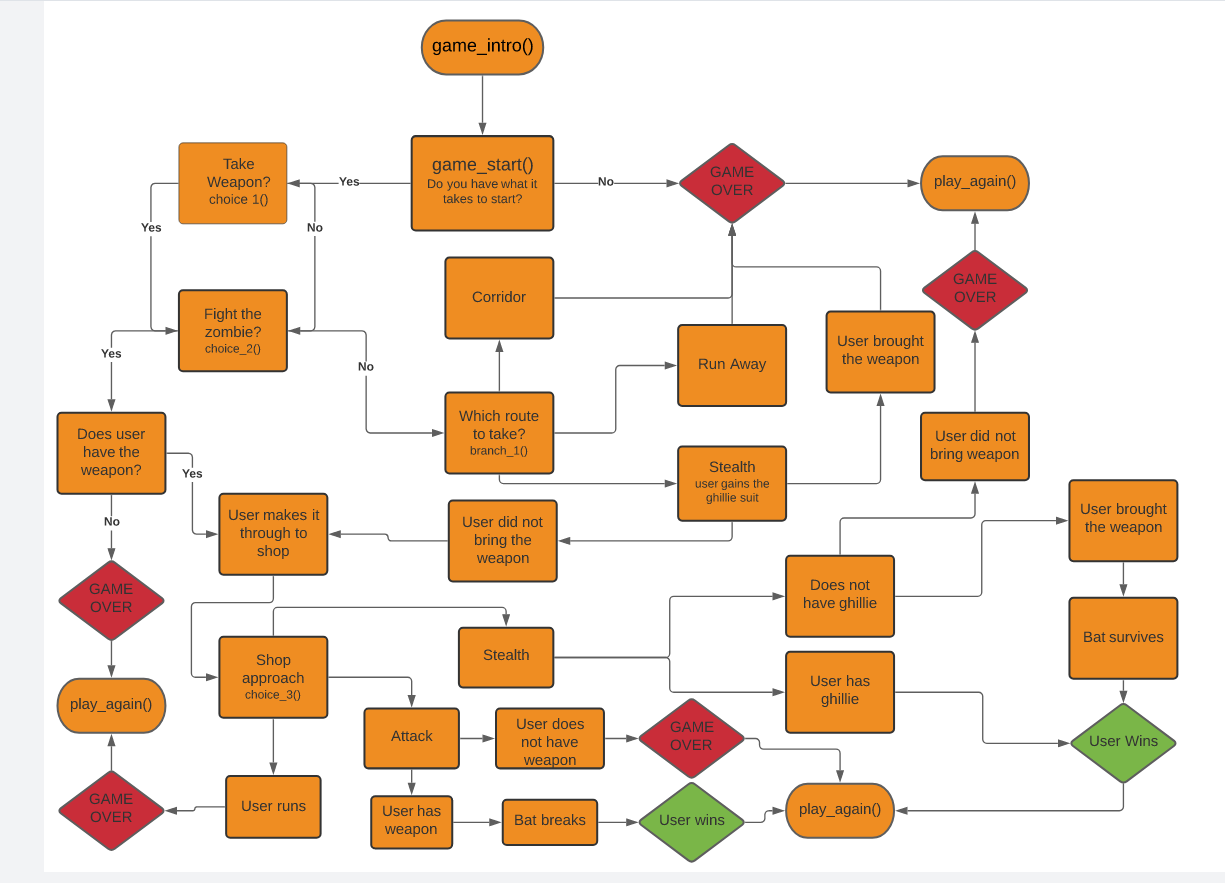 game_intro()
game_start()
Do you have what it
takes to start?
Yes
No
Take
Weapon?
choice 1()
GAME
OVER
play_again()
Yes
No
Corridor
GAME
OVER
Fight the
zombie?
choice_2()
User brought
the weapon
Yes
No
Run Away
Which route
to take?
branch_1()
Does user
have the
weapon?
User did not
bring weapon
Yes
Stealth
user gains the
ghillie suit
User brought
the weapon
User makes it
through to
shop
User did not
bring the
weapon
No
GAME
OVER
Does not
have ghillie
Bat survives
Stealth
Shop
approach
choice_3()
User has
ghillie
play_again()
Attack
User does
not have
weapon
GAME
OVER
User Wins
GAME
OVER
User runs
User has
weapon
Bat breaks
User wins
play_again()